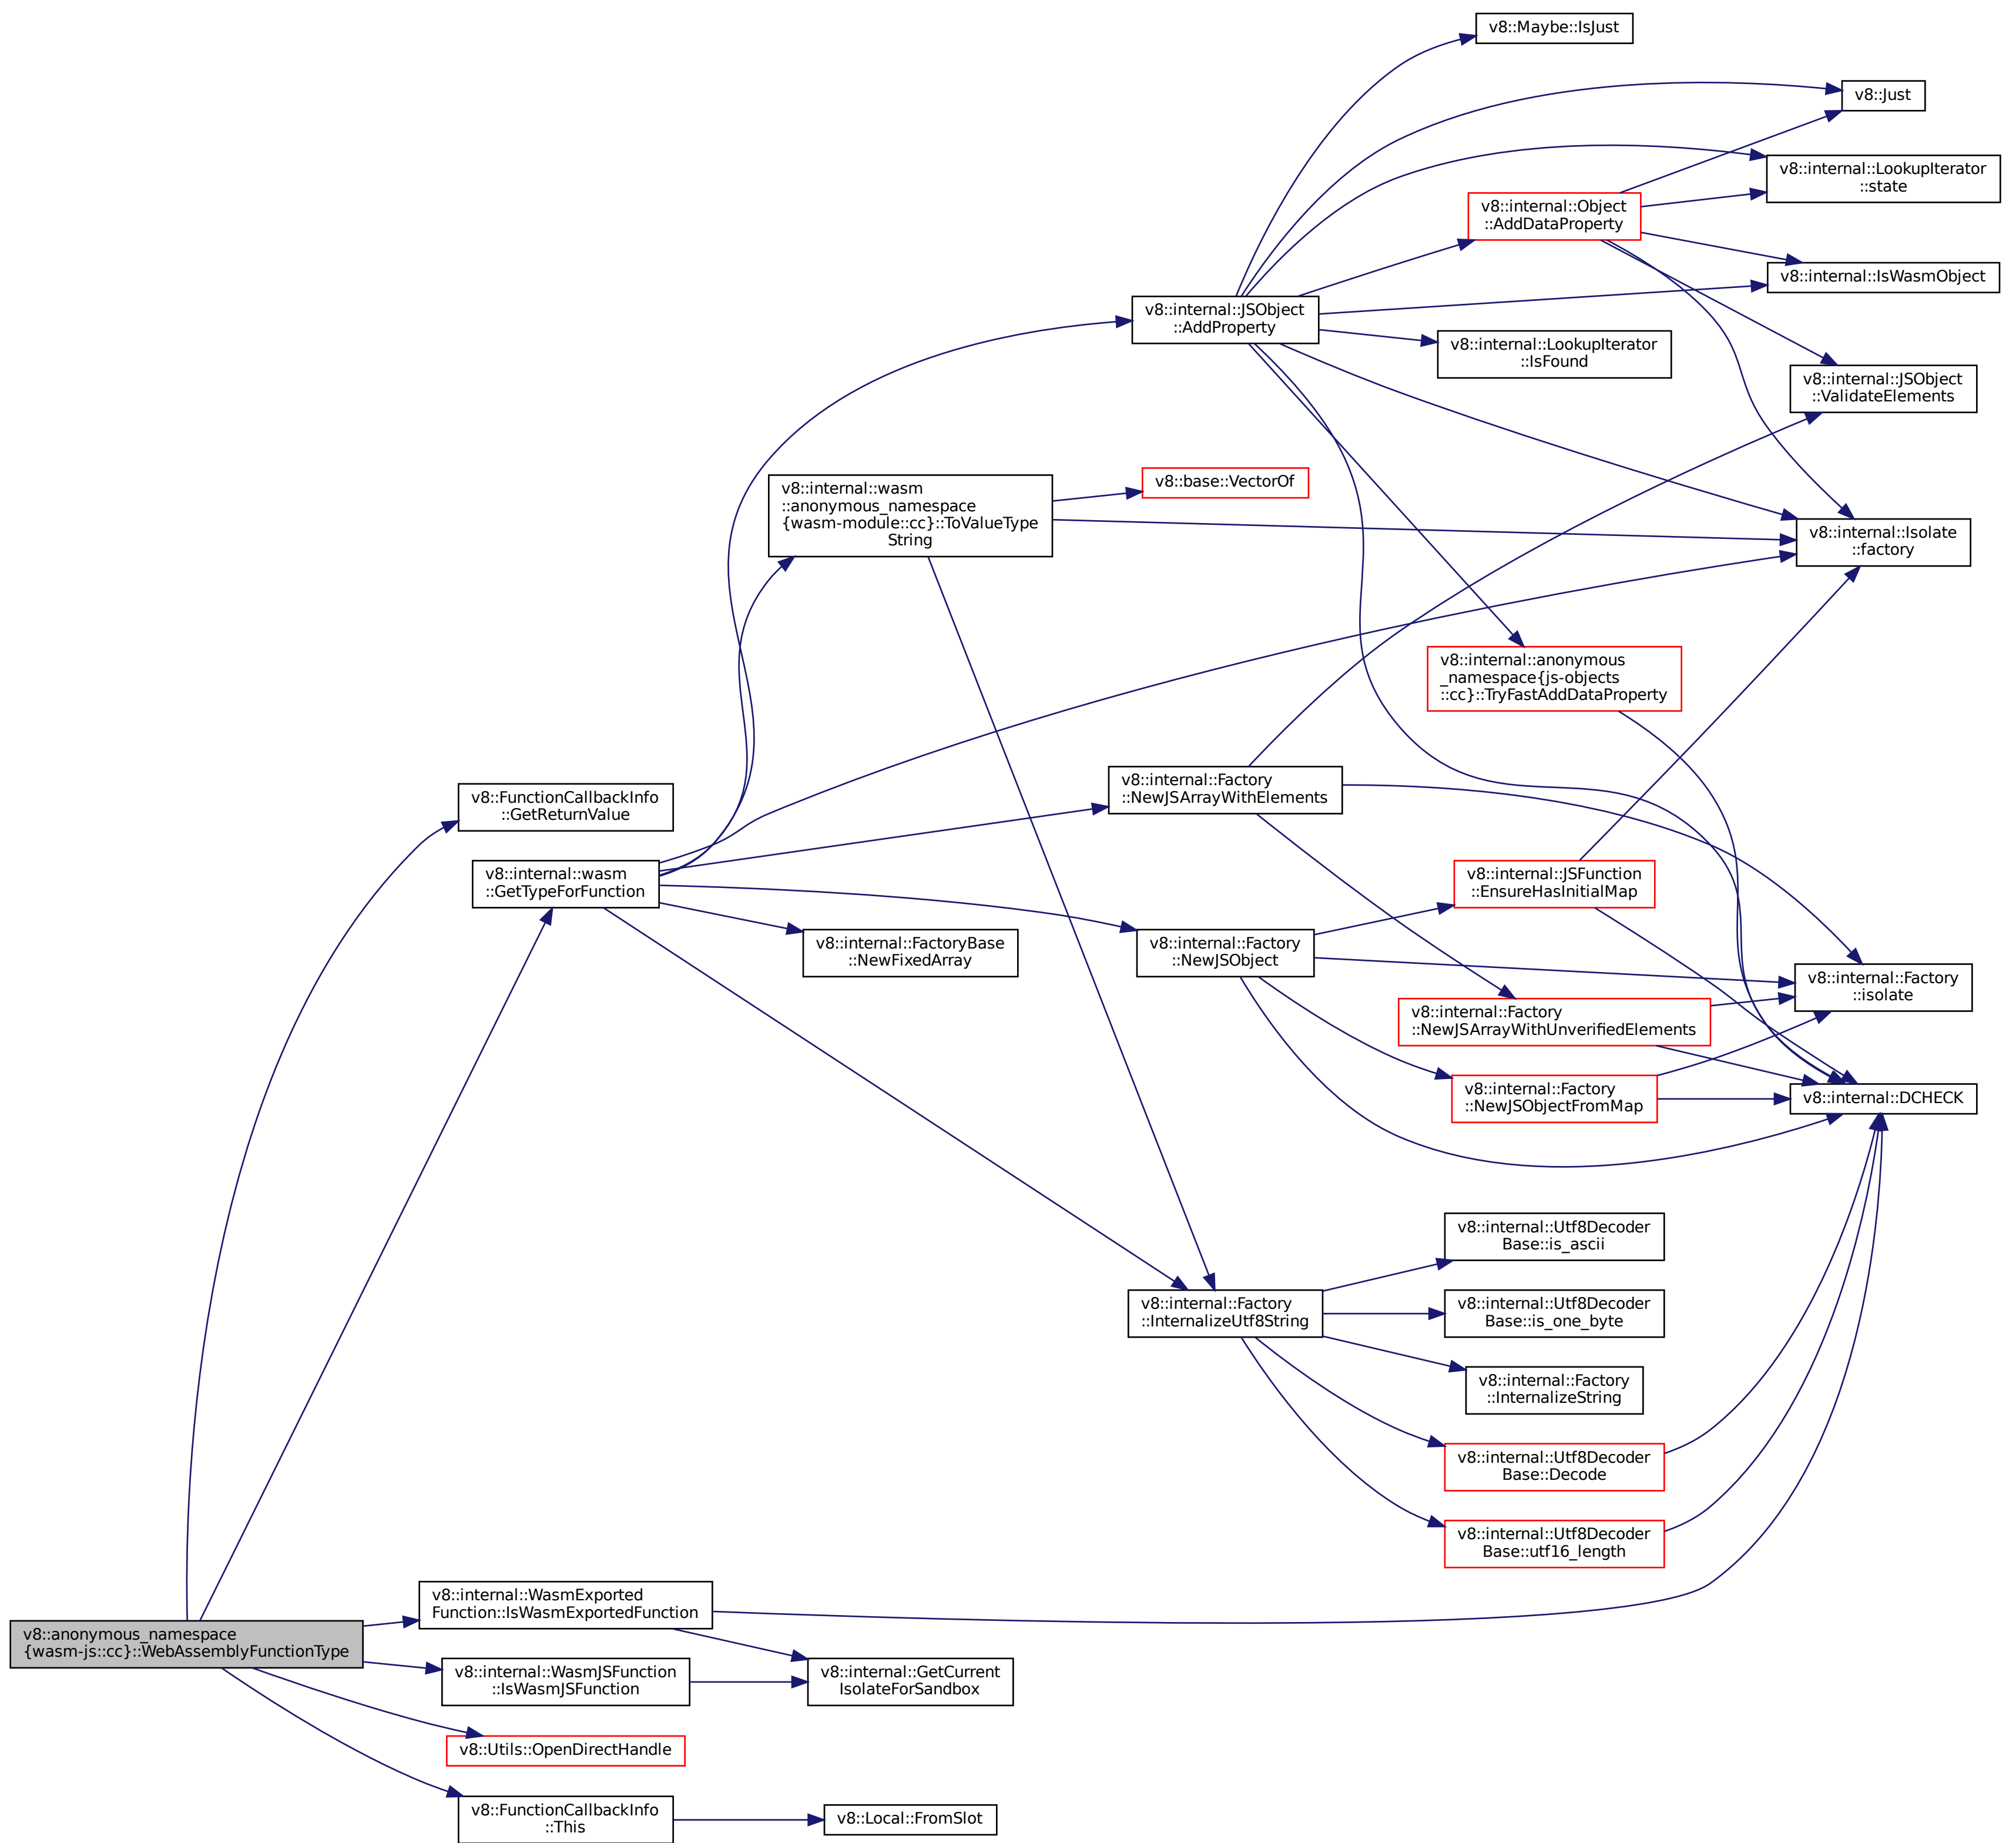 v8::Maybe::IsJust
v8::Just
v8::internal::LookupIterator
::state
v8::internal::Object
::AddDataProperty
v8::internal::IsWasmObject
v8::internal::JSObject
::AddProperty
v8::internal::LookupIterator
::IsFound
v8::internal::JSObject
::ValidateElements
v8::base::VectorOf
v8::internal::wasm
::anonymous_namespace
{wasm-module::cc}::ToValueType
String
v8::internal::Isolate
::factory
v8::internal::anonymous
_namespace{js-objects
::cc}::TryFastAddDataProperty
v8::FunctionCallbackInfo
::GetReturnValue
v8::internal::Factory
::NewJSArrayWithElements
v8::internal::wasm
::GetTypeForFunction
v8::internal::JSFunction
::EnsureHasInitialMap
v8::internal::FactoryBase
::NewFixedArray
v8::internal::Factory
::NewJSObject
v8::internal::Factory
::isolate
v8::internal::Factory
::NewJSArrayWithUnverifiedElements
v8::internal::Factory
::NewJSObjectFromMap
v8::internal::DCHECK
v8::internal::Utf8Decoder
Base::is_ascii
v8::internal::Factory
::InternalizeUtf8String
v8::internal::Utf8Decoder
Base::is_one_byte
v8::internal::Factory
::InternalizeString
v8::internal::Utf8Decoder
Base::Decode
v8::internal::Utf8Decoder
Base::utf16_length
v8::internal::WasmExported
Function::IsWasmExportedFunction
v8::anonymous_namespace
{wasm-js::cc}::WebAssemblyFunctionType
v8::internal::WasmJSFunction
::IsWasmJSFunction
v8::internal::GetCurrent
IsolateForSandbox
v8::Utils::OpenDirectHandle
v8::FunctionCallbackInfo
::This
v8::Local::FromSlot